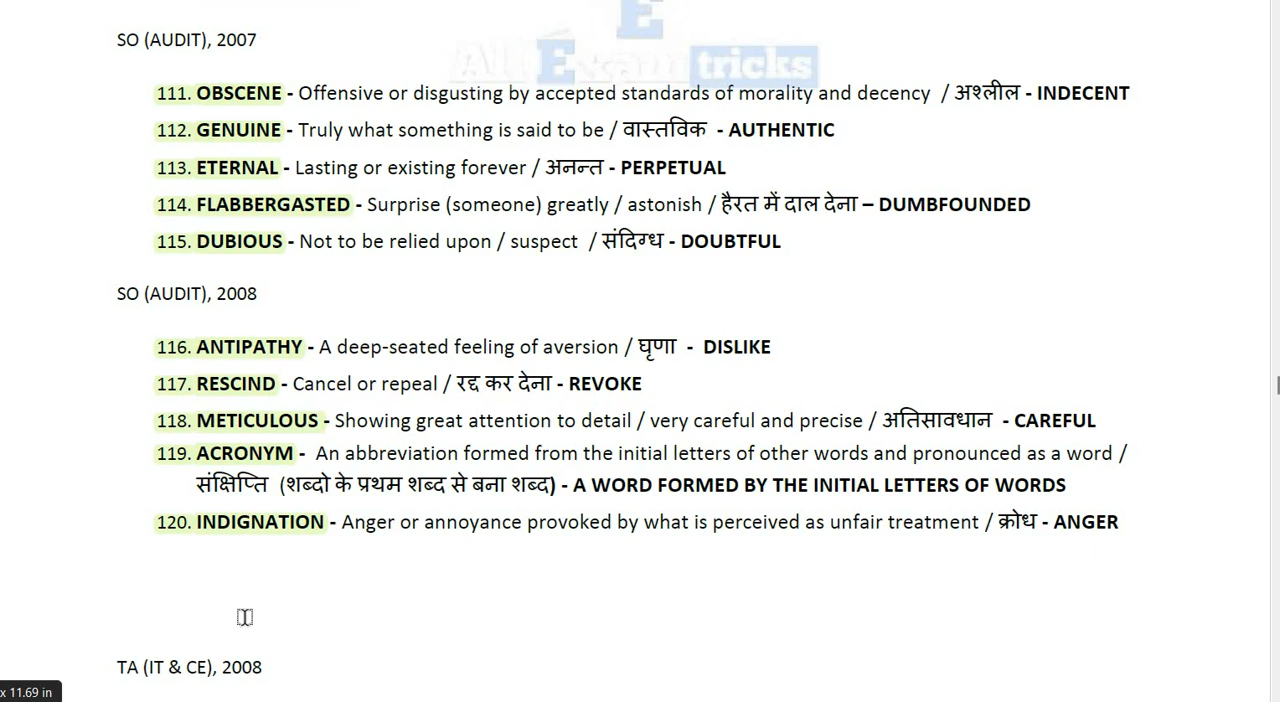 E
All Exam tricks
SO (AUDIT), 2007
111. OBSCENE - Offensive or disgusting by accepted standards of morality and decency / अश्लील - INDECENT
112. GENUINE - Truly what something is said to be / वास्तविक - AUTHENTIC
113. ETERNAL - Lasting or existing forever / अनन्त - PERPETUAL
114. FLABBERGASTED - Surprise (someone) greatly / astonish / हैरत में दाल देना – DUMBFOUNDED
115. DUBIOUS - Not to be relied upon / suspect / संदिग्ध - DOUBTFUL
SO (AUDIT), 2008
116. ANTIPATHY - A deep-seated feeling of aversion / घृणा - DISLIKE
117. RESCIND - Cancel or repeal / रद्द कर देना - REVOKE
118. METICULOUS - Showing great attention to detail / very careful and precise / अतिसावधान - CAREFUL
119. ACRONYM - An abbreviation formed from the initial letters of other words and pronounced as a word /
संक्षिप्ति (शब्दो के प्रथम शब्द से बना शब्द) - A WORD FORMED BY THE INITIAL LETTERS OF WORDS
120. INDIGNATION - Anger or annoyance provoked by what is perceived as unfair treatment / क्रोध - ANGER
TA (IT & CE), 2008
x 11.69 in